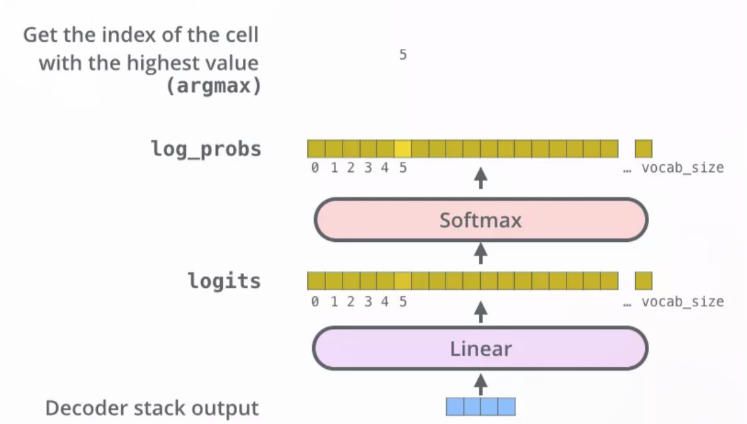 Get the index of the cell
with the highest value
(argmax)
5
log_probs
0 1 2 3 4 5 … vocab_size
Softmax
logits
0 1 2 3 4 5 … vocab_size
Linear
Decoder stack output